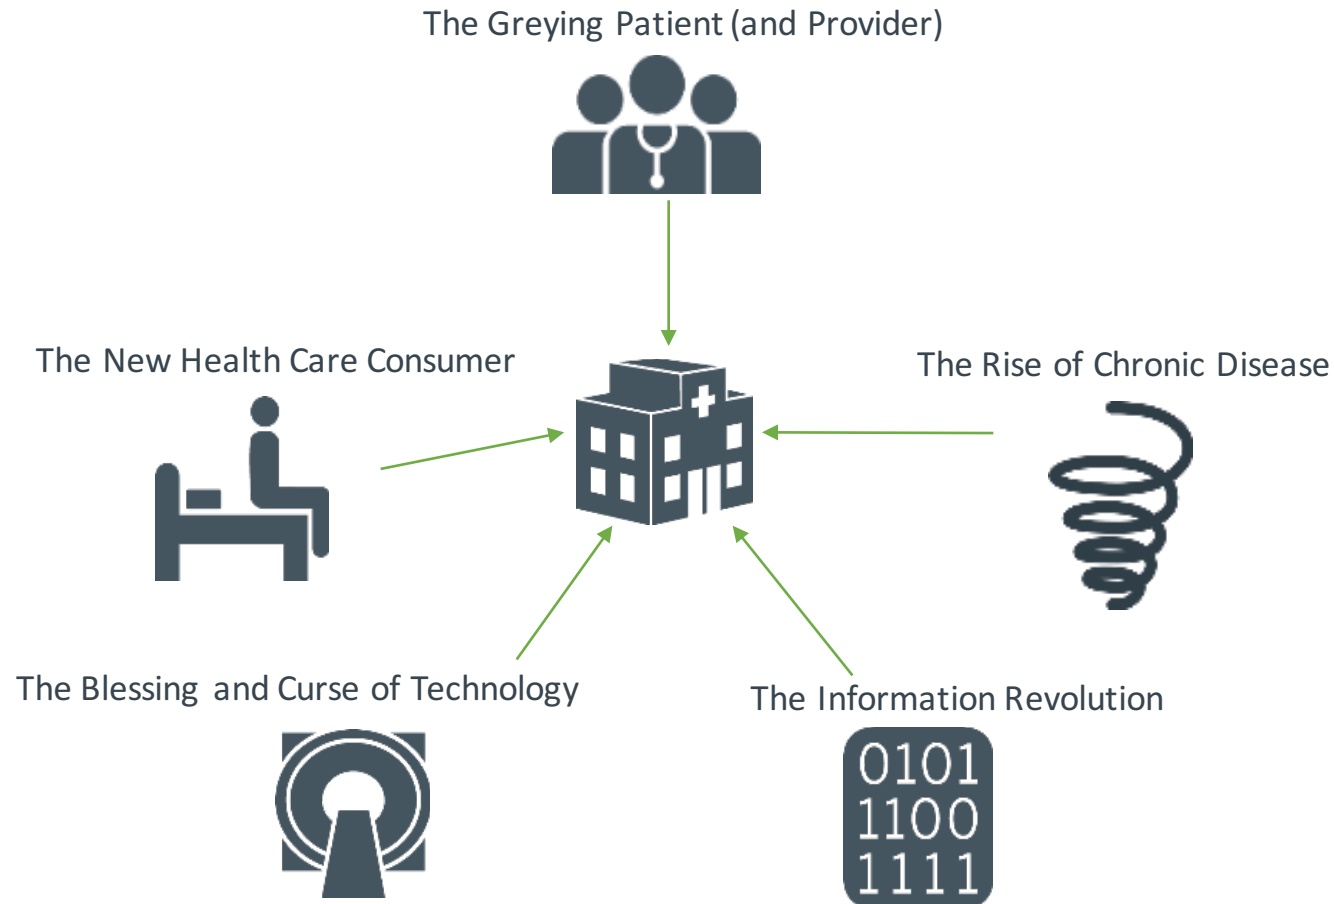 The Greying Patient (and Provider)
The New Health Care Consumer
The Rise of Chronic Disease
The Blessing and Curse of Technology
The Information Revolution
0101
1100
1111